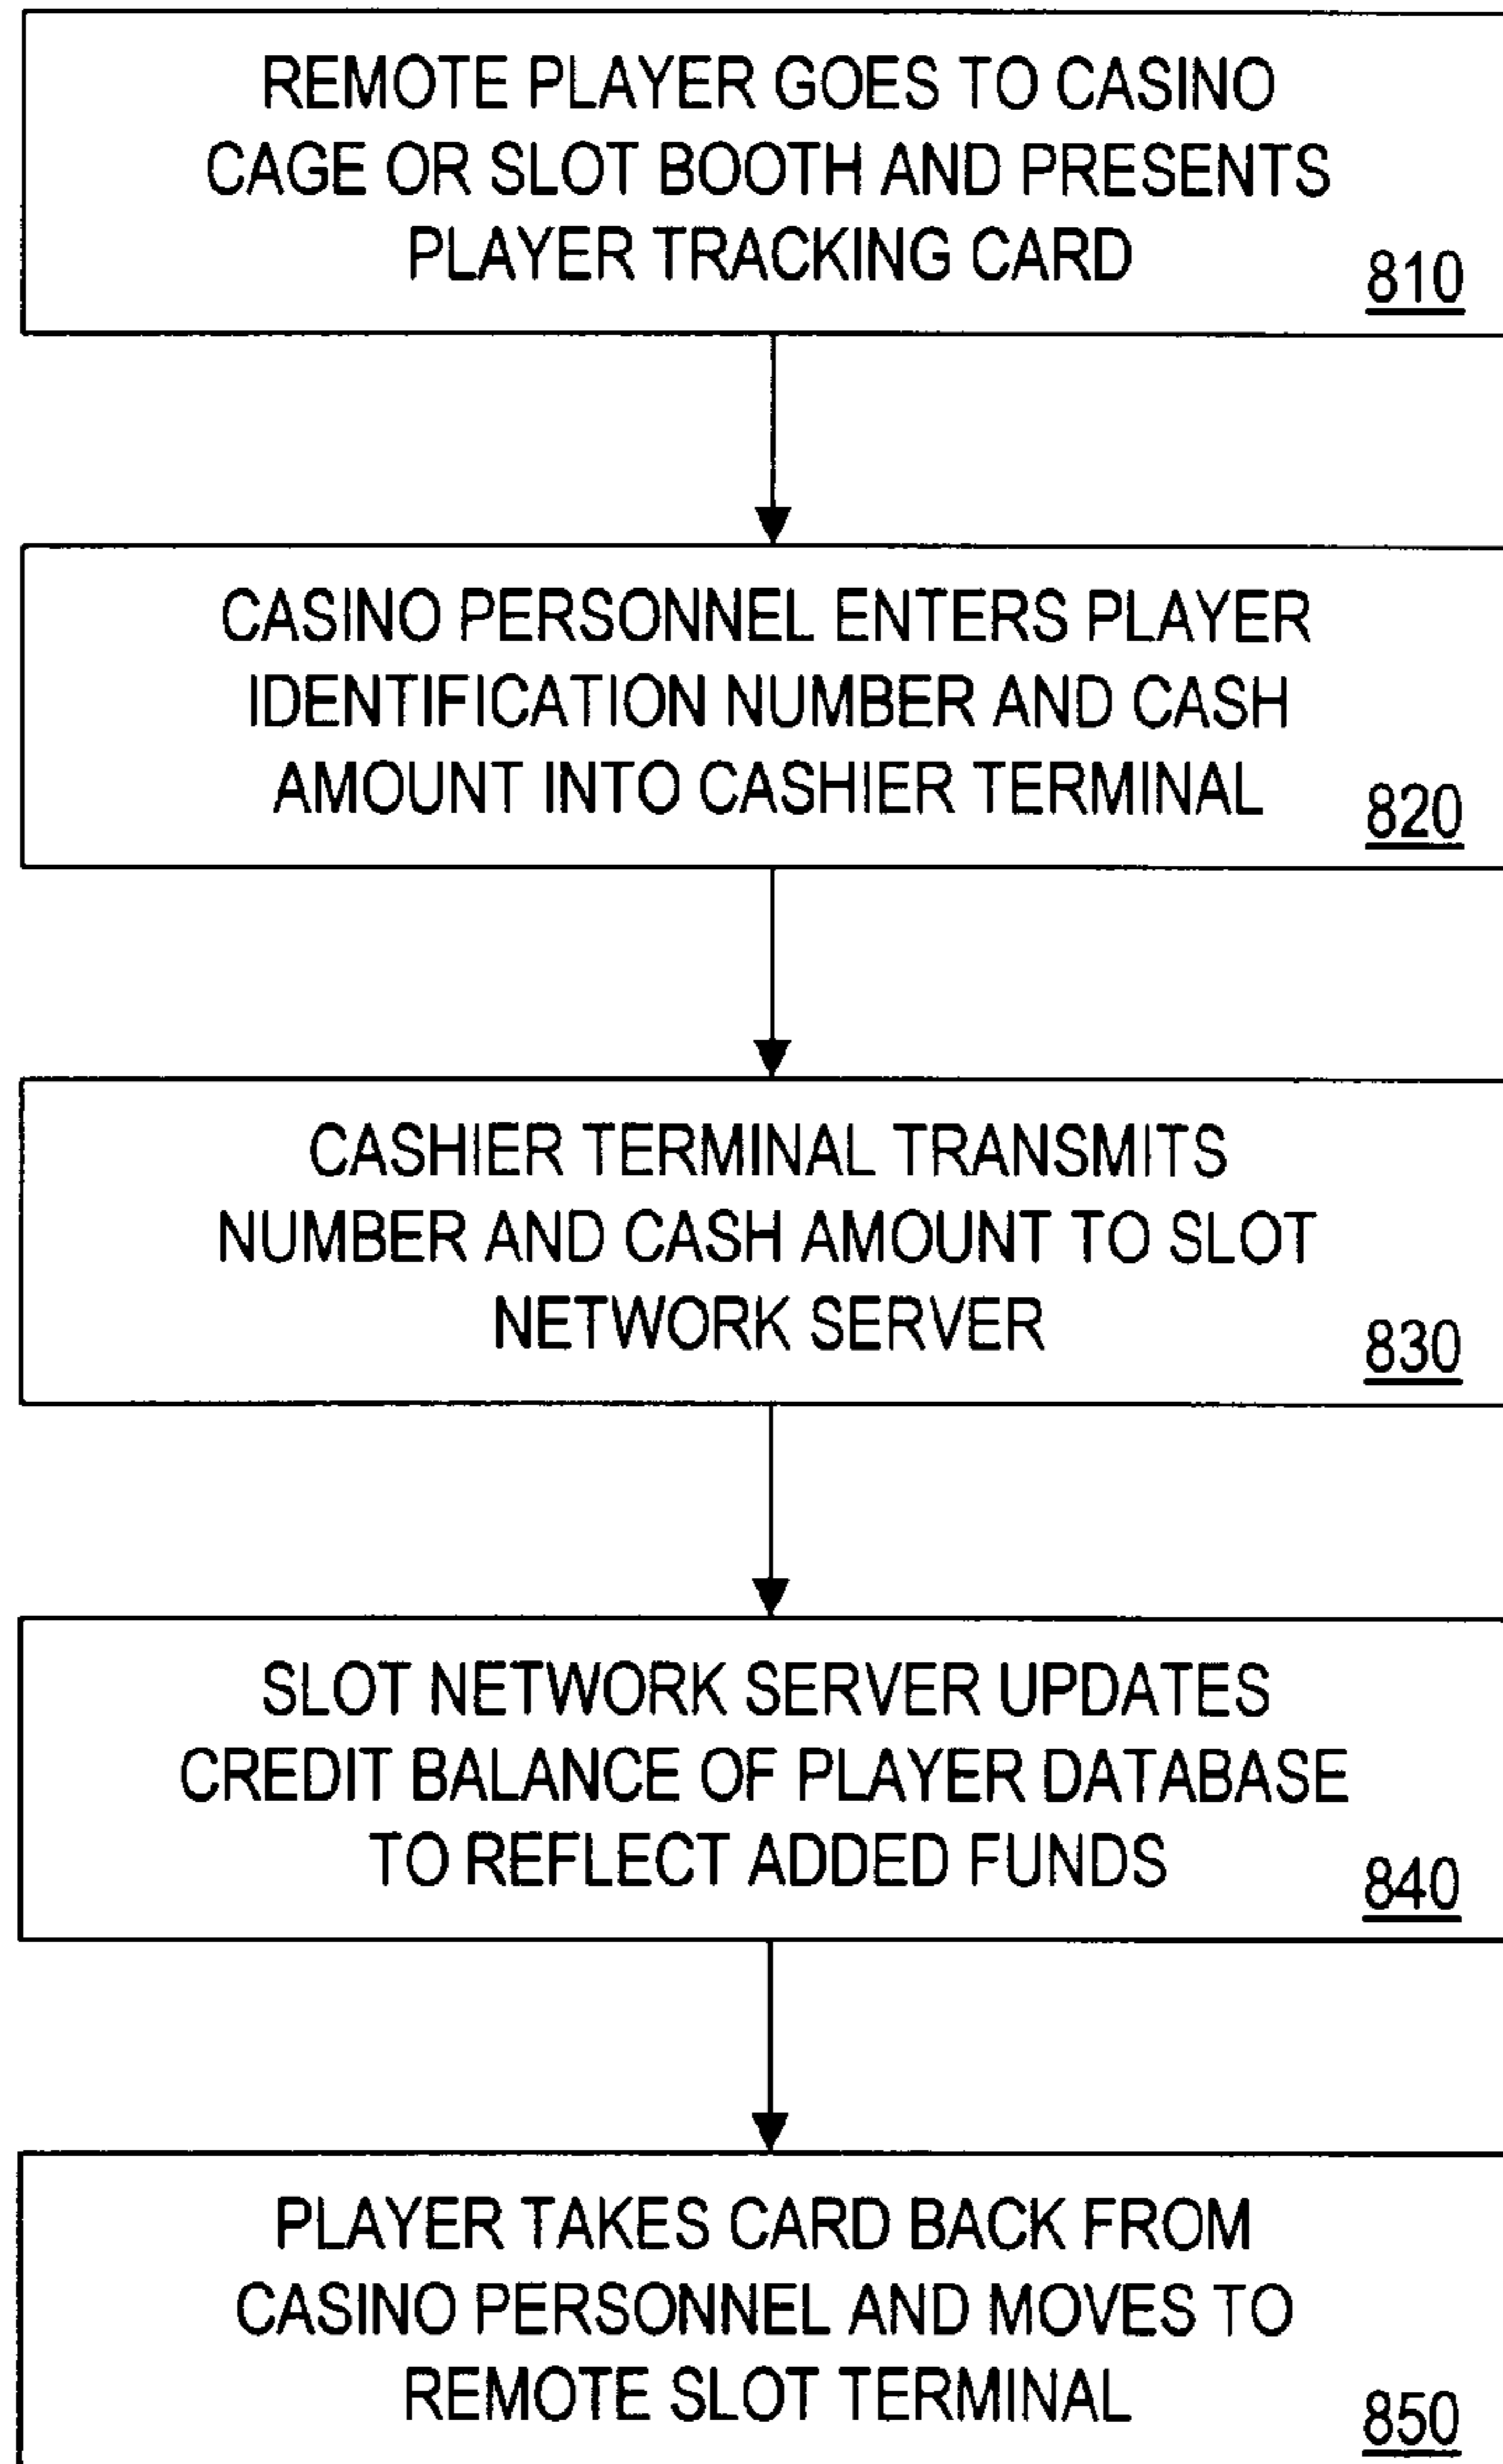 REMOTE PLAYER GOES TO CASINO
CAGE OR SLOT BOOTH AND PRESENTS
PLAYER TRACKING CARD
810
CASINO PERSONNEL ENTERS PLAYER
IDENTIFICATION NUMBER AND CASH
AMOUNT INTO CASHIER TERMINAL
820
CASHIER TERMINAL TRANSMITS
NUMBER AND CASH AMOUNT TO SLOT
NETWORK SERVER
830
SLOT NETWORK SERVER UPDATES
CREDIT BALANCE OF PLAYER DATABASE
TO REFLECT ADDED FUNDS
840
PLAYER TAKES CARD BACK FROM
CASINO PERSONNEL AND MOVES TO
REMOTE SLOT TERMINAL
850